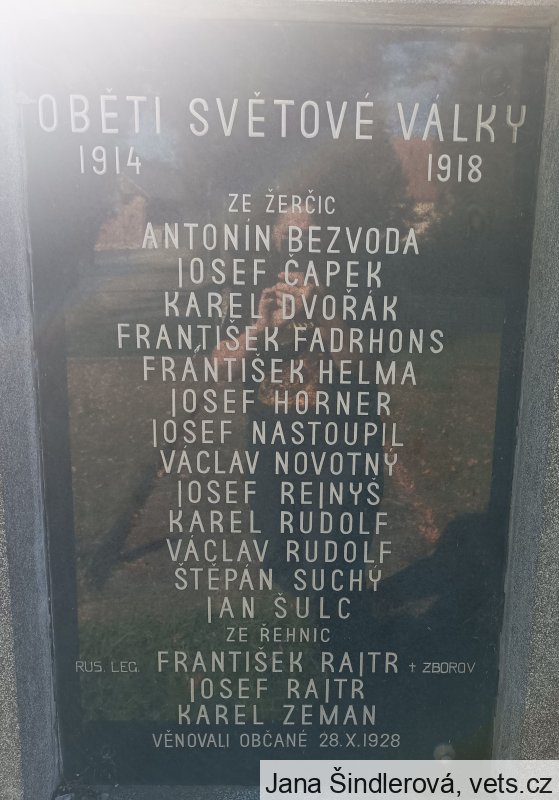 OBĚTI SVĚTOVÉ VÁLKY
1914 1918
ZE ŽERČIC
ANTONÍN BEZVODA
JOSEF ČAPEK
KAREL DVOŘÁK
FRANTIŠEK FADRHONS
FRANTIŠEK HELMA
JOSEF HORNER
JOSEF NASTOUPIL
VÁCLAV NOVOTNÝ
JOSEF REJNYŠ
KAREL RUDOLF
VÁCLAV RUDOLF
ŠTĚPÁN SUCHÝ
JAN ŠULC
ZE ŘEHNIC
RUS. LEG. FRANTIŠEK RAJTR + ZBOROV
JOSEF RAJTR
KAREL ZEMAN
VĚNOVALI OBČANÉ 28.X.1928
Jana Šindlerová, vets.cz